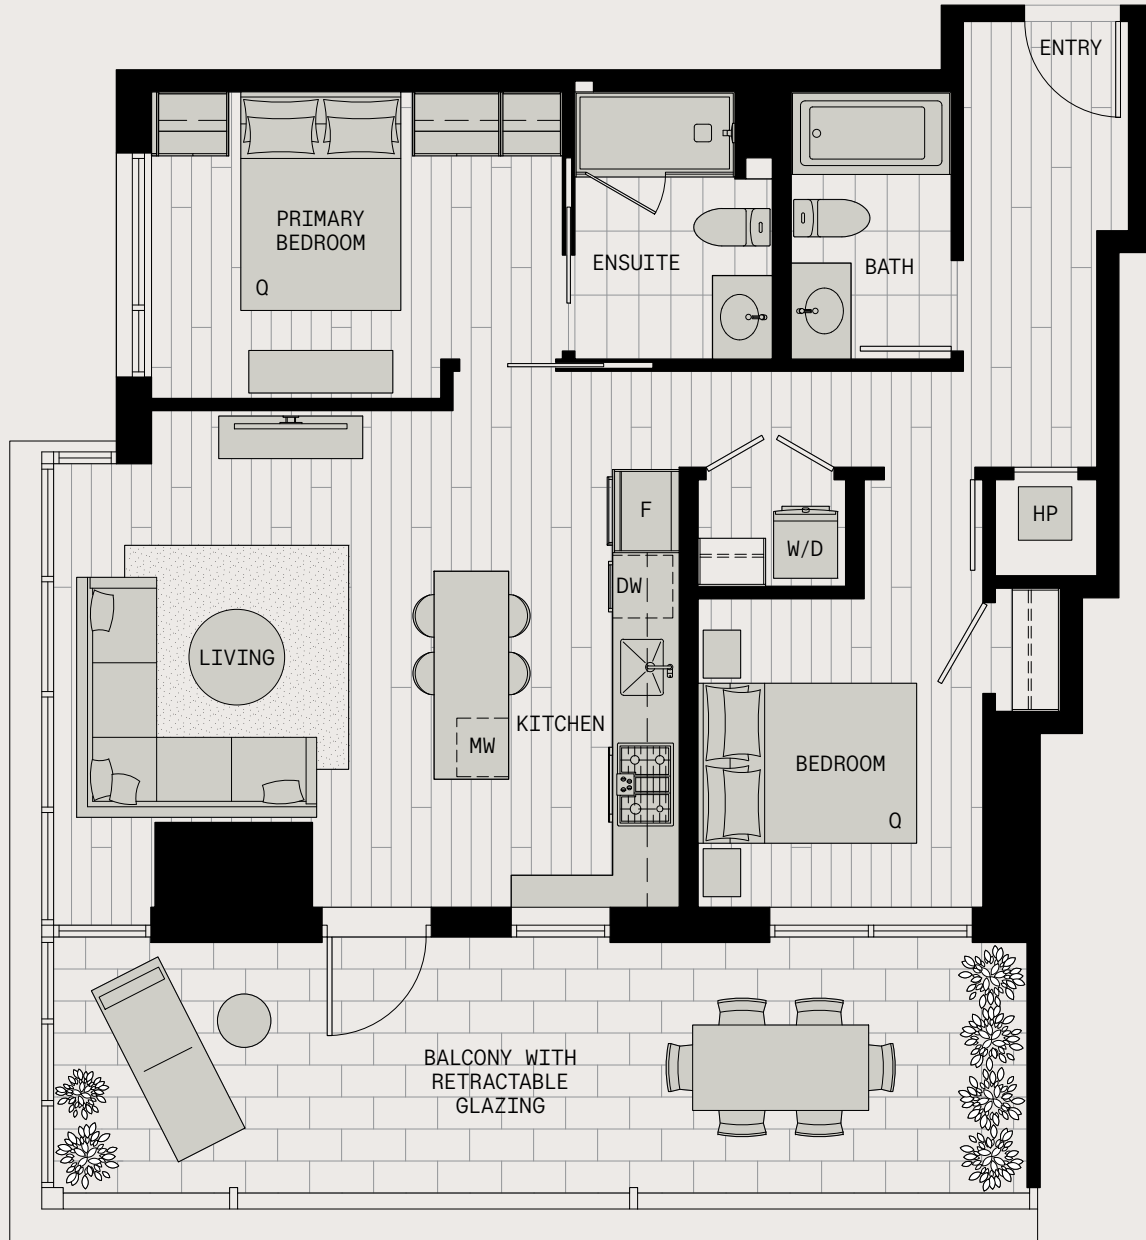 ENTRY
PRIMARY
BEDROOM
Q
ENSUITE
BATH
F
W/D
HP
DW
LIVING
KITCHEN
MW
BEDROOM
Q
BALCONY WITH
RETRACTABLE
GLAZING